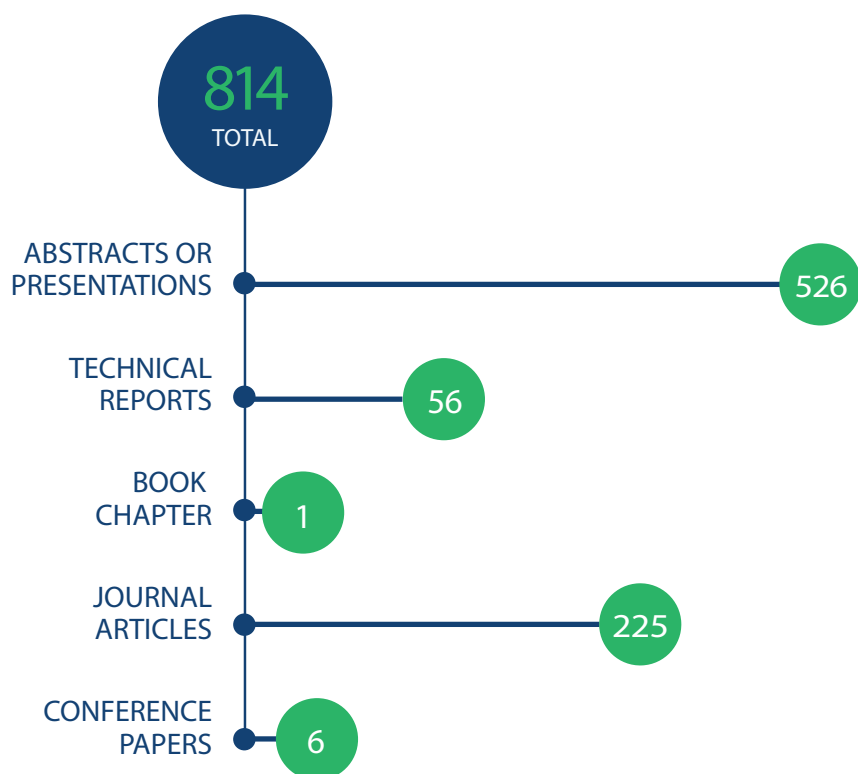 814
TOTAL
ABSTRACTS OR
PRESENTATIONS
526
TECHNICAL
REPORTS
56
BOOK
CHAPTER
1
JOURNAL
ARTICLES
225
CONFERENCE
PAPERS
6